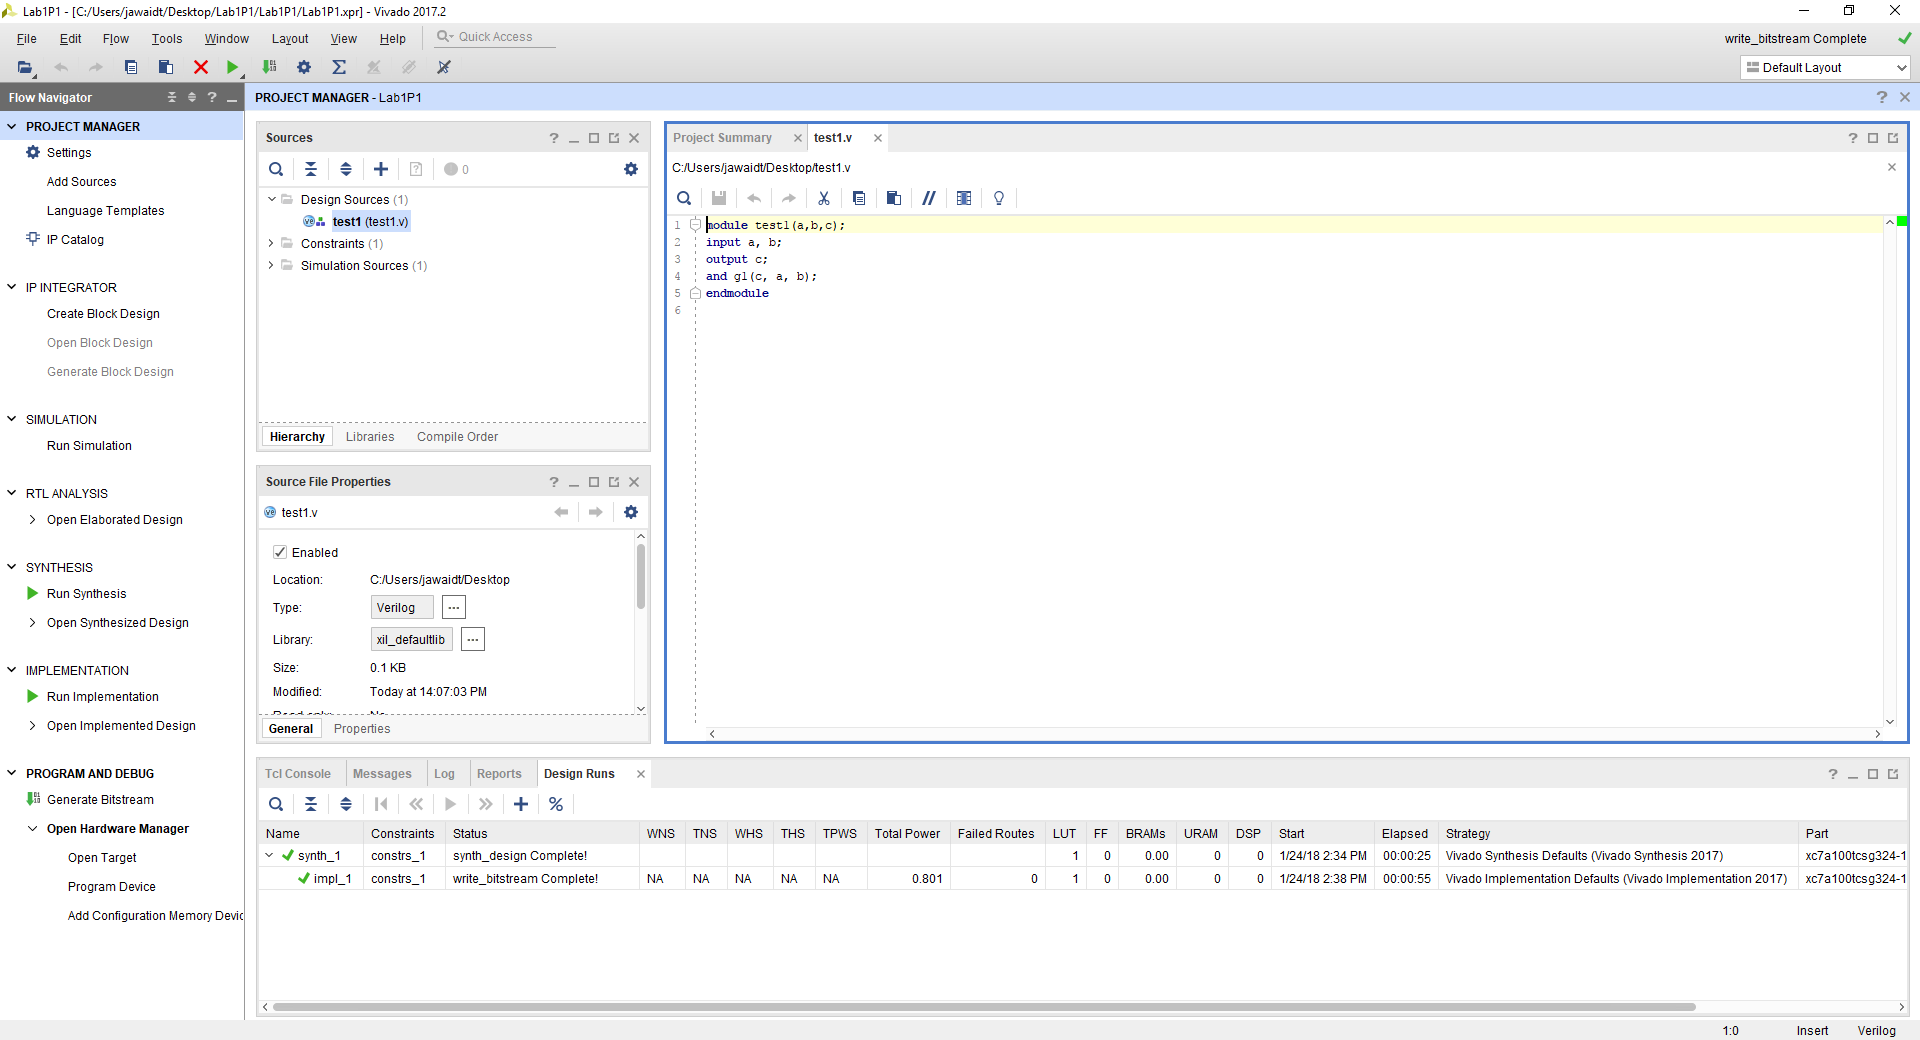 Lab1P1 - [C:/Users/jawaidt/Desktop/Lab1P1/Lab1P1/Lab1P1.xpr] - Vivado 2017.2
File Edit Flow Tools Window Layout View Help Quick Access
write_bitstream Complete
Default Layout
Flow Navigator
PROJECT MANAGER
Settings
Add Sources
Language Templates
IP Catalog
IP INTEGRATOR
Create Block Design
Open Block Design
Generate Block Design
SIMULATION
Run Simulation
RTL ANALYSIS
Open Elaborated Design
SYNTHESIS
Run Synthesis
Open Synthesized Design
IMPLEMENTATION
Run Implementation
Open Implemented Design
PROGRAM AND DEBUG
Generate Bitstream
Open Hardware Manager
Open Target
Program Device
Add Configuration Memory Devic
PROJECT MANAGER - Lab1P1
Sources
0
Design Sources (1)
test1 (test1.v)
Constraints (1)
Simulation Sources (1)
Hierarchy Libraries Compile Order
Source File Properties
test1.v
Enabled
Location: C:/Users/jawaidt/Desktop
Type: Verilog ...
Library: xil_defaultlib ...
Size: 0.1 KB
Modified: Today at 14:07:03 PM
General Properties
Project Summary test1.v
C:/Users/jawaidt/Desktop/test1.v
1 module test1(a,b,c);
2 input a, b;
3 output c;
4 and g1(c, a, b);
5 endmodule
6
Tcl Console Messages Log Reports Design Runs
Name Constraints Status WNS TNS WHS THS TPWS Total Power Failed Routes LUT FF BRAMs URAM DSP Start Elapsed Strategy Part
synth_1 constrs_1 synth_design Complete! 1 0 0.00 0 0 1/24/18 2:34 PM 00:00:25 Vivado Synthesis Defaults (Vivado Synthesis 2017) xc7a100tcsg324-1
impl_1 constrs_1 write_bitstream Complete! NA NA NA NA NA 0.801 0 1 0 0.00 0 0 1/24/18 2:38 PM 00:00:55 Vivado Implementation Defaults (Vivado Implementation 2017) xc7a100tcsg324-1
1:0 Insert Verilog